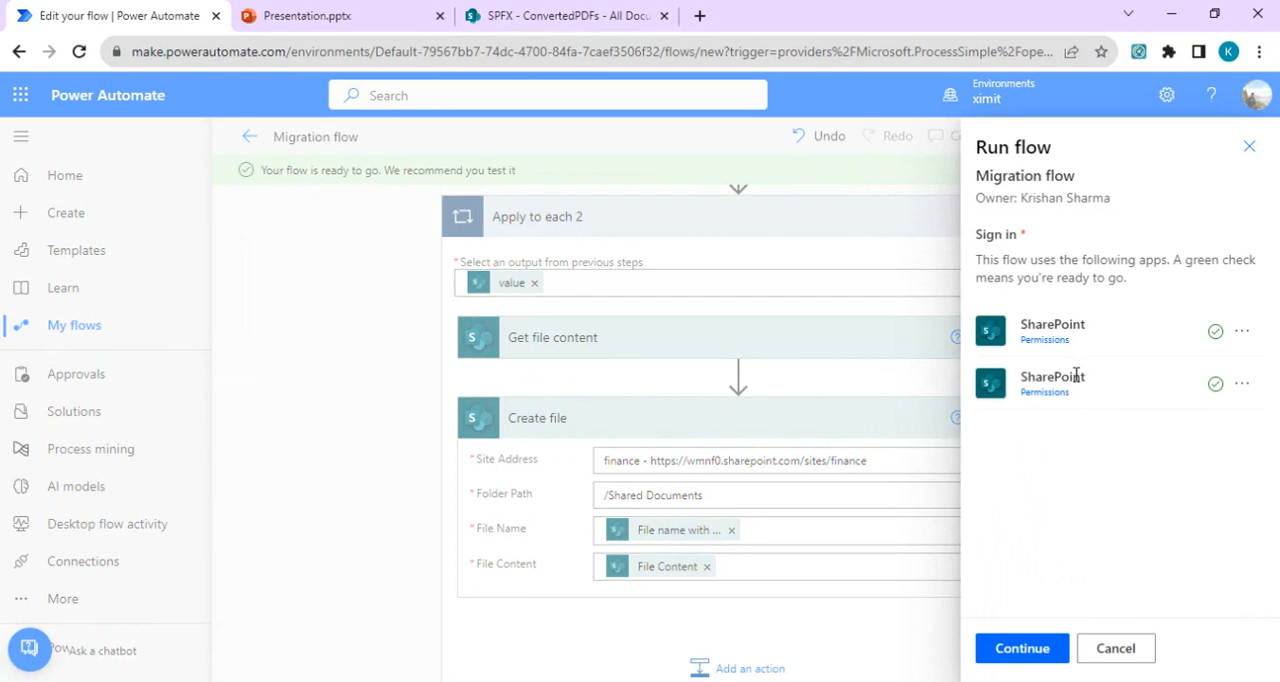 Edit your flow | Power Automate
Presentation.pptx
SPFX - ConvertedPDFs - All Docu
make.powerautomate.com/environments/Default-79567bb7-74dc-4700-84fa-7caef3506f32/flows/new?trigger=providers%2FMicrosoft.ProcessSimple%2Fope...
K
Power Automate
Search
Environments
ximit
Home
Create
Templates
Learn
My flows
Approvals
Solutions
Process mining
AI models
Desktop flow activity
Connections
More
Ask a chatbot
Migration flow
Undo
Redo
Your flow is ready to go. We recommend you test it
Apply to each 2
* Select an output from previous steps
value
Get file content
Create file
* Site Address
finance - https://wmnf0.sharepoint.com/sites/finance
* Folder Path
/Shared Documents
* File Name
File name with ...
* File Content
File Content
Add an action
Run flow
Migration flow
Owner: Krishan Sharma
Sign in *
This flow uses the following apps. A green check
means you're ready to go.
SharePoint
Permissions
SharePoint
Permissions
Continue
Cancel